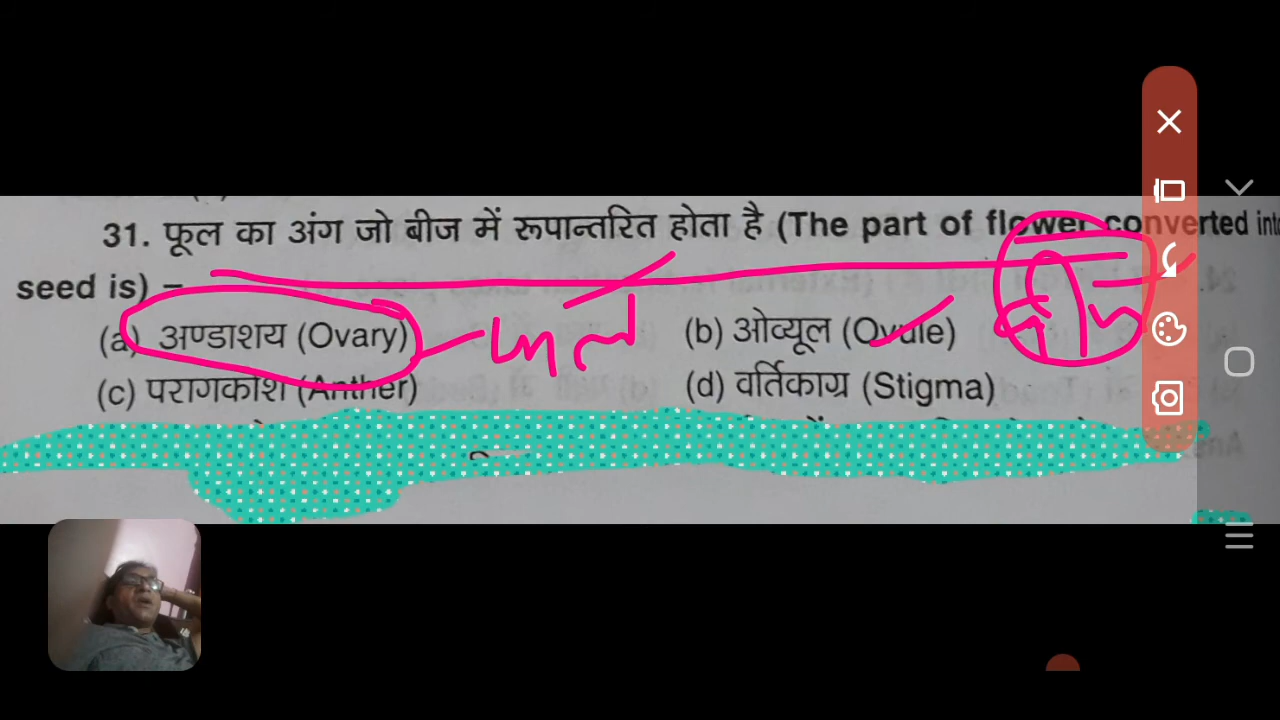 31. फूल का अंग जो बीज में रूपान्तरित होता है (The part of flower converted into
seed is) –
(a) अण्डाशय (Ovary) – फल (b) ओव्यूल (Ovule) बीज
(c) परागकोश (Anther) (d) वर्तिकाग्र (Stigma)